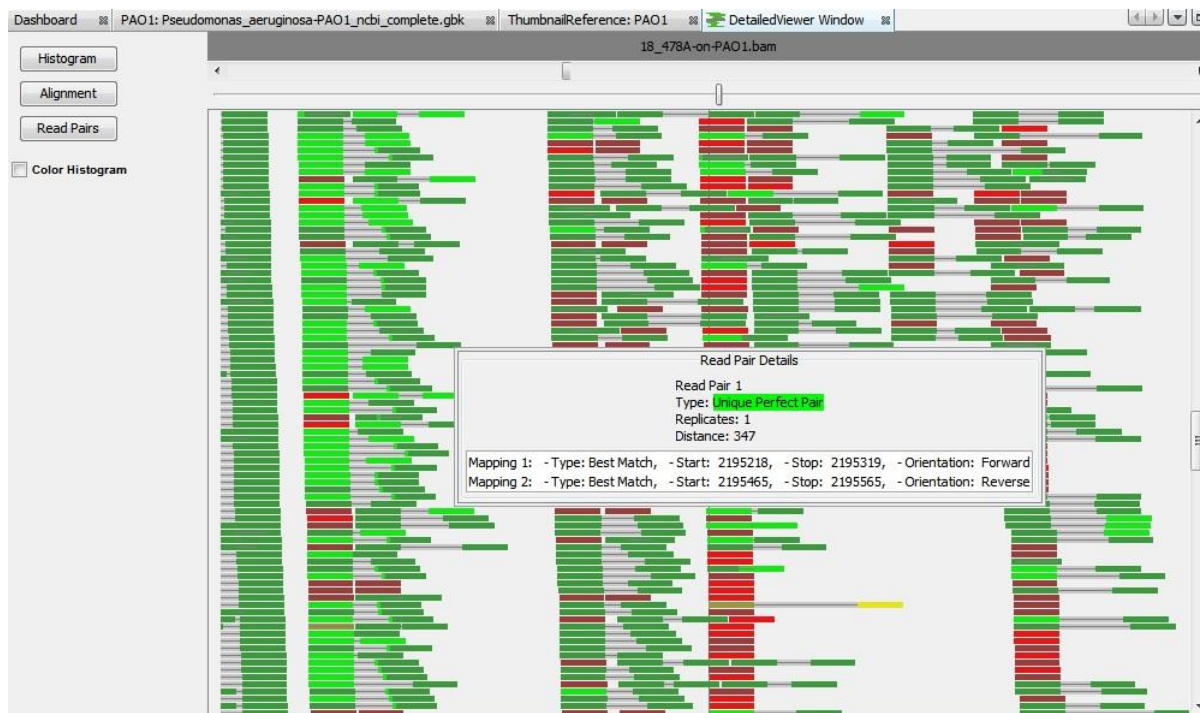 Dashboard PAO1: Pseudomonas_aeruginosa-PAO1_ncbi_complete.gbk ThumbnailReference: PAO1 DetailedViewer Window
18_478A-on-PAO1.bam
Histogram
Alignment
Read Pairs
Color Histogram
Read Pair Details
Read Pair 1
Type: Unique Perfect Pair
Replicates: 1
Distance: 347
Mapping 1: - Type: Best Match, - Start: 2195218, - Stop: 2195319, - Orientation: Forward
Mapping 2: - Type: Best Match, - Start: 2195465, - Stop: 2195565, - Orientation: Reverse